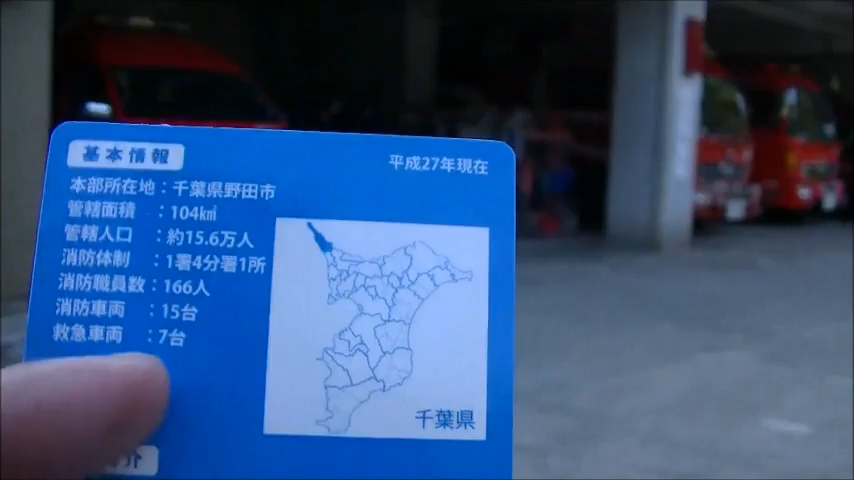 基本情報
平成27年現在
本部所在地：千葉県野田市
管轄面積：104k㎡
管轄人口：約15.6万人
消防体制：1署4分署1所
消防職員数：166人
消防車両：15台
救急車両：7台
千葉県
介